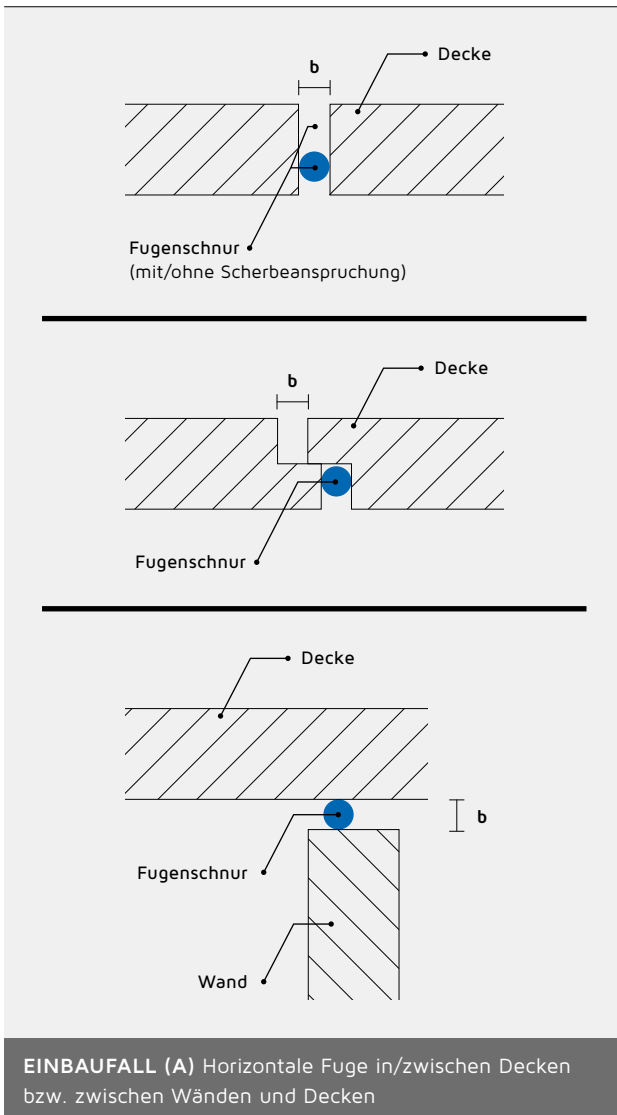 Decke
b
Fugenschnur
(mit/ohne Scherbeanspruchung)
Decke
b
Fugenschnur
Decke
b
Fugenschnur
Wand
EINBAUFALL (A) Horizontale Fuge in/zwischen Decken
bzw. zwischen Wänden und Decken